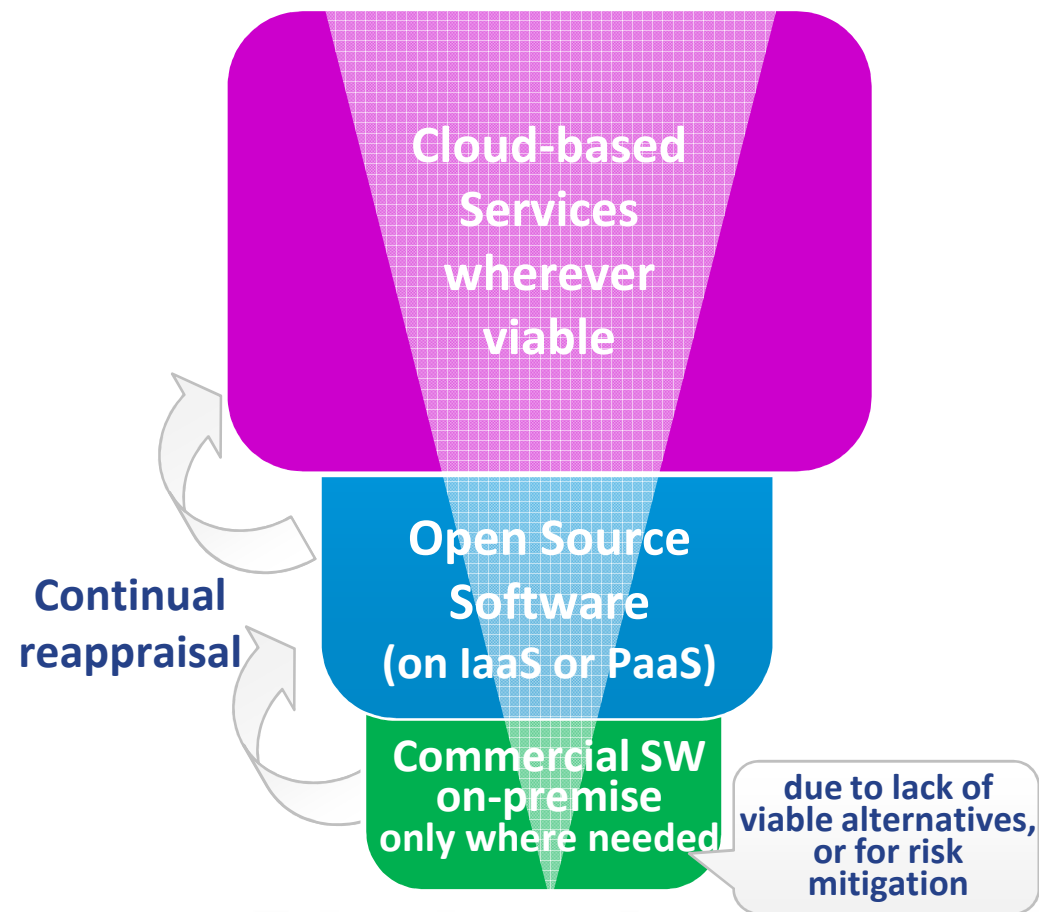 Cloud-based
Services
wherever
viable
Open Source
Software
(on IaaS or PaaS)
Continual
reappraisal
Commercial SW
on-premise
only where needed
due to lack of
viable alternatives,
or for risk
mitigation